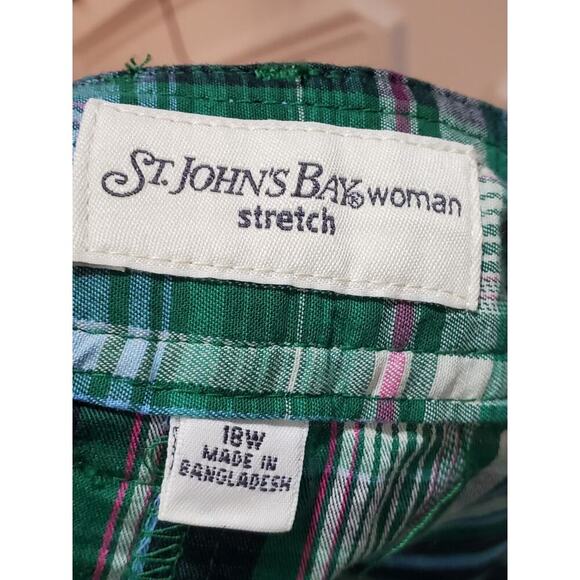 ST. JOHN'S BAY® woman
stretch
18W
MADE IN
BANGLADESH